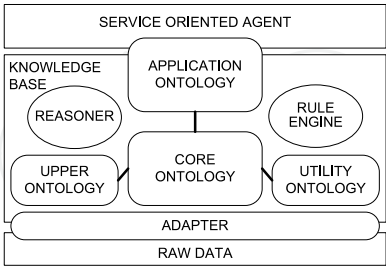 SERVICE ORIENTED AGENT
KNOWLEDGE
BASE
APPLICATION
ONTOLOGY
REASONER
RULE
ENGINE
UPPER
ONTOLOGY
CORE
ONTOLOGY
UTILITY
ONTOLOGY
ADAPTER
RAW DATA